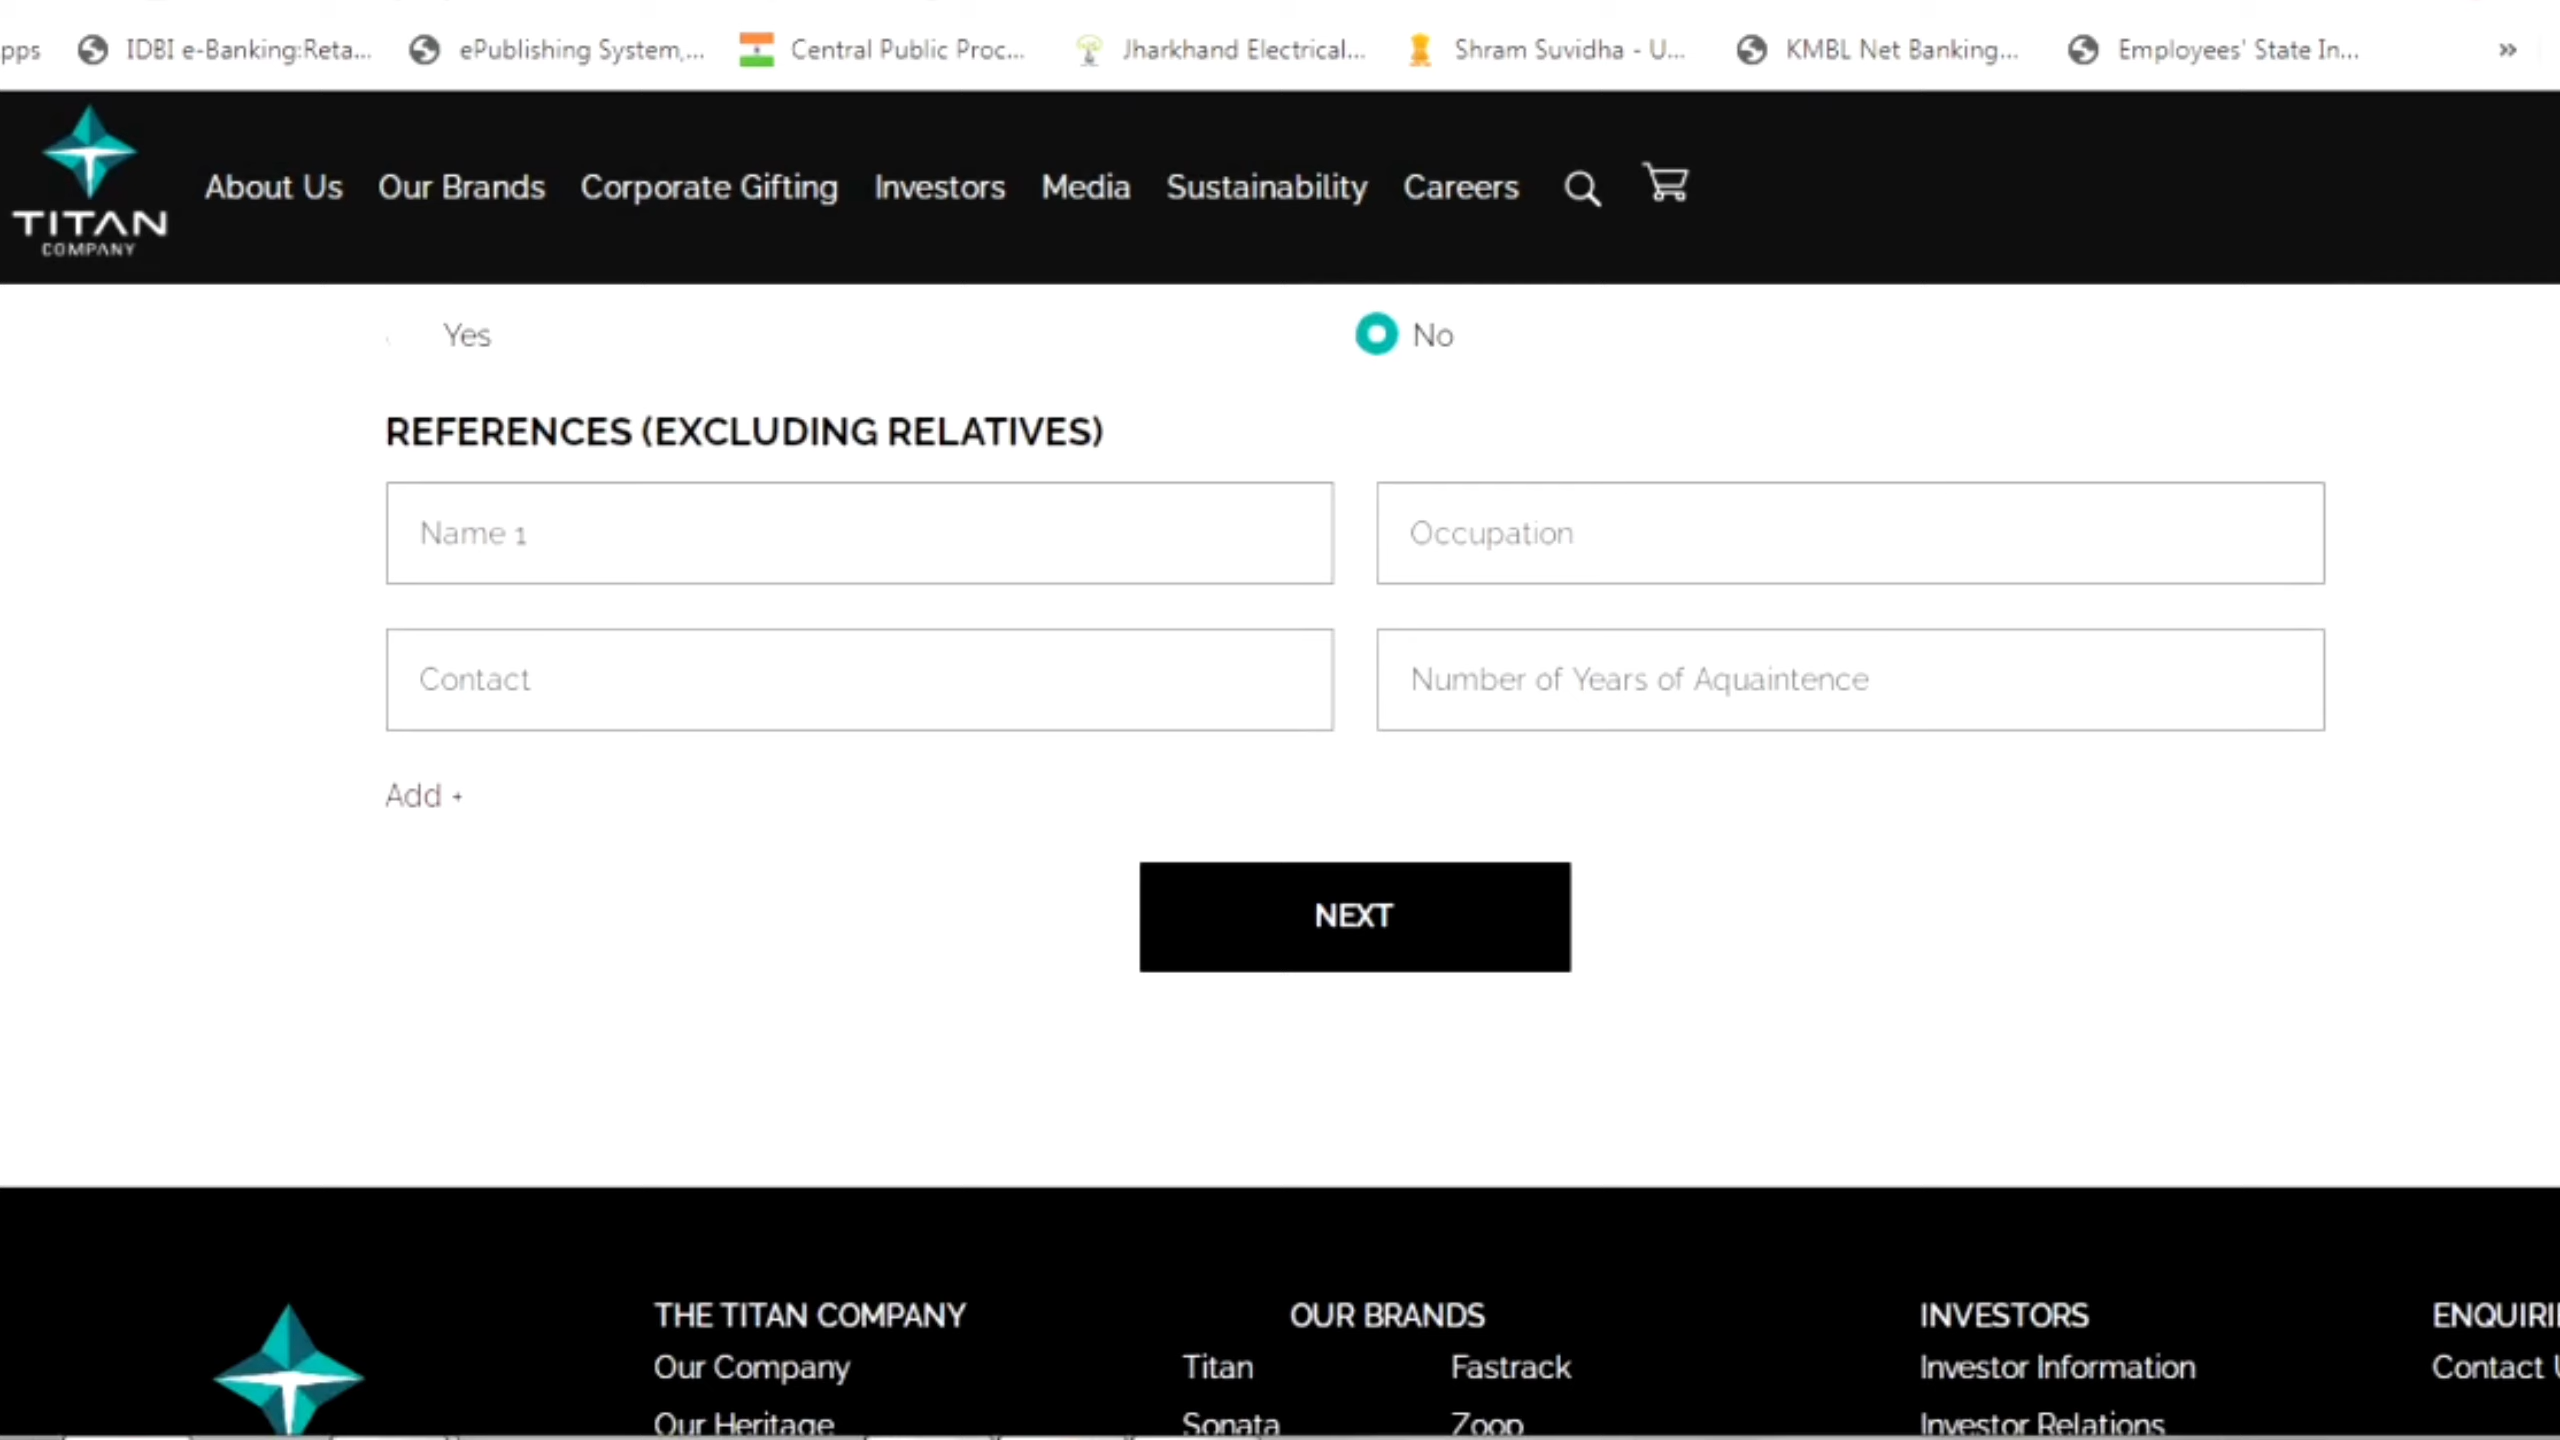 pps IDBI e-Banking:Reta... ePublishing System,... Central Public Proc... Jharkhand Electrical... Shram Suvidha - U... KMBL Net Banking... Employees' State In... »
TITAN
COMPANY
About Us Our Brands Corporate Gifting Investors Media Sustainability Careers
Yes No
REFERENCES (EXCLUDING RELATIVES)
Name 1 Occupation
Contact Number of Years of Aquaintence
Add +
NEXT
THE TITAN COMPANY OUR BRANDS INVESTORS ENQUIRI
Our Company Titan Fastrack Investor Information Contact U
Our Heritage Sonata Zoop Investor Relations